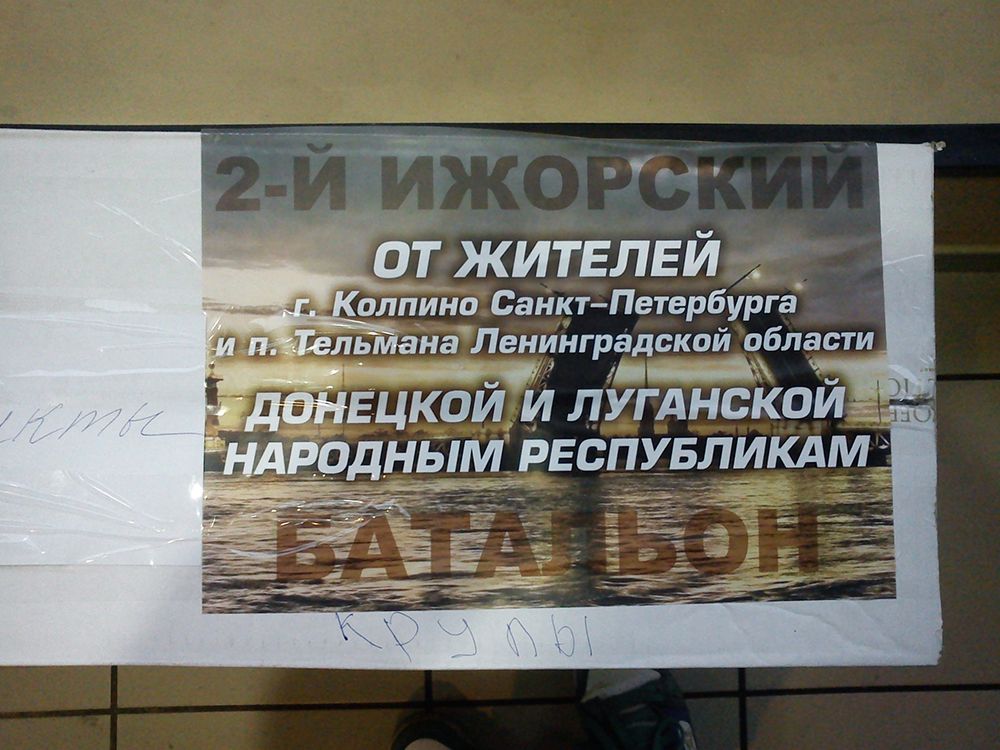 2-Й ИЖОРСКИЙ
ОТ ЖИТЕЛЕЙ
г. Колпино Санкт-Петербурга
и п. Тельмана Ленинградской области
ДОНЕЦКОЙ И ЛУГАНСКОЙ
НАРОДНЫМ РЕСПУБЛИКАМ
БАТАЛЬОН
крупы